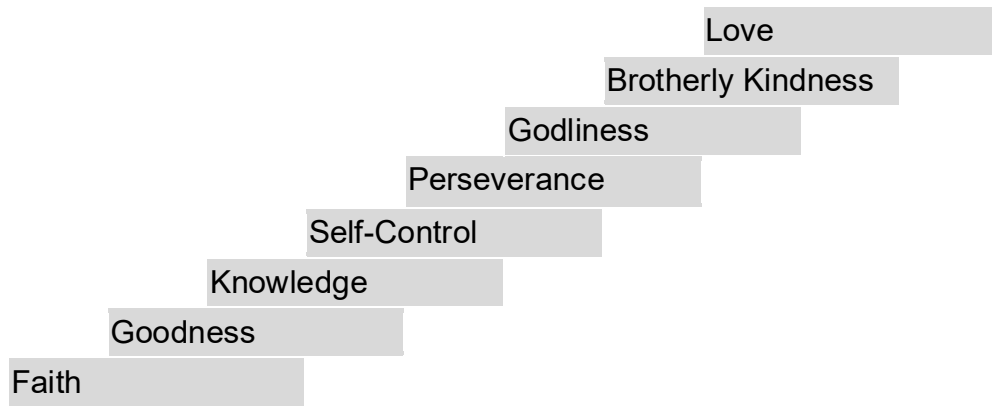 Love
Brotherly Kindness
Godliness
Perseverance
Self-Control
Knowledge
Goodness
Faith